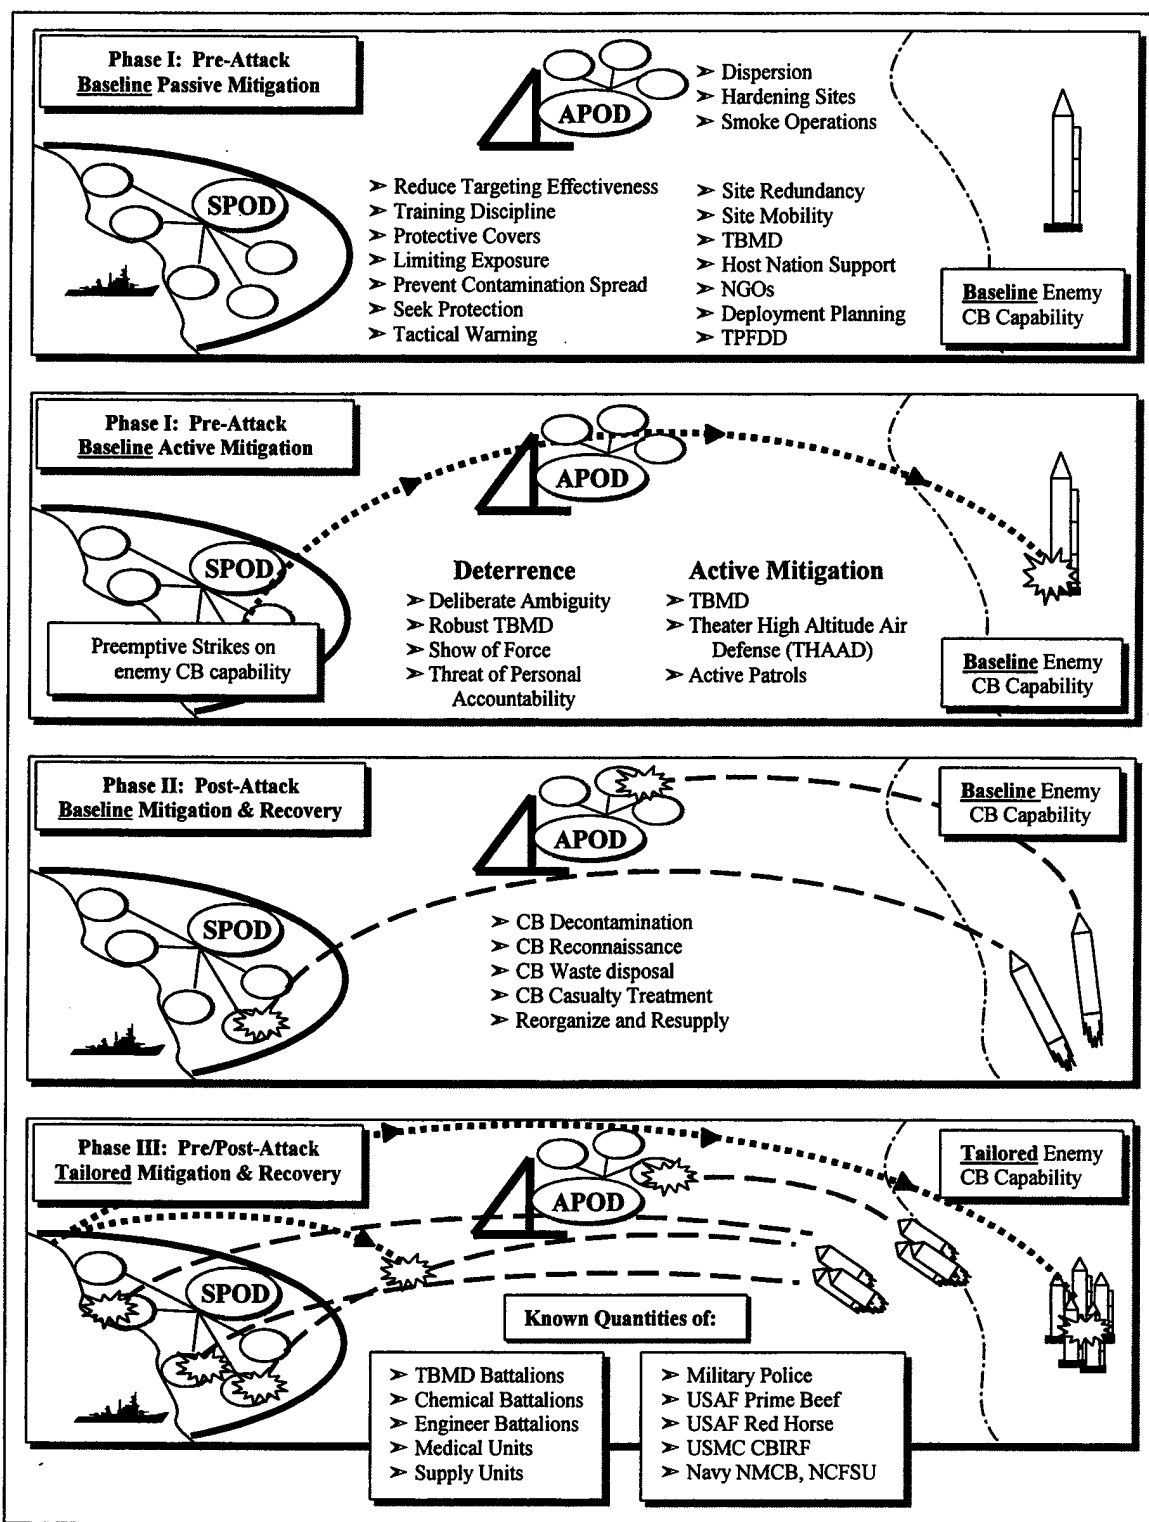 Phase I: Pre-Attack
Baseline Passive Mitigation
APOD
➢ Dispersion
➢ Hardening Sites
➢ Smoke Operations
SPOD
➢ Reduce Targeting Effectiveness
➢ Training Discipline
➢ Protective Covers
➢ Limiting Exposure
➢ Prevent Contamination Spread
➢ Seek Protection
➢ Tactical Warning
➢ Site Redundancy
➢ Site Mobility
➢ TBMD
➢ Host Nation Support
➢ NGOs
➢ Deployment Planning
➢ TPFDD
Baseline Enemy
CB Capability
Phase I: Pre-Attack
Baseline Active Mitigation
APOD
SPOD
Preemptive Strikes on
enemy CB capability
Deterrence
➢ Deliberate Ambiguity
➢ Robust TBMD
➢ Show of Force
➢ Threat of Personal
Accountability
Active Mitigation
➢ TBMD
➢ Theater High Altitude Air
Defense (THAAD)
➢ Active Patrols
Baseline Enemy
CB Capability
Phase II: Post-Attack
Baseline Mitigation & Recovery
APOD
Baseline Enemy
CB Capability
SPOD
➢ CB Decontamination
➢ CB Reconnaissance
➢ CB Waste disposal
➢ CB Casualty Treatment
➢ Reorganize and Resupply
Phase III: Pre/Post-Attack
Tailored Mitigation & Recovery
APOD
Tailored Enemy
CB Capability
SPOD
Known Quantities of:
➢ TBMD Battalions
➢ Chemical Battalions
➢ Engineer Battalions
➢ Medical Units
➢ Supply Units
➢ Military Police
➢ USAF Prime Beef
➢ USAF Red Horse
➢ USMC CBIRF
➢ Navy NMCB, NCFSU